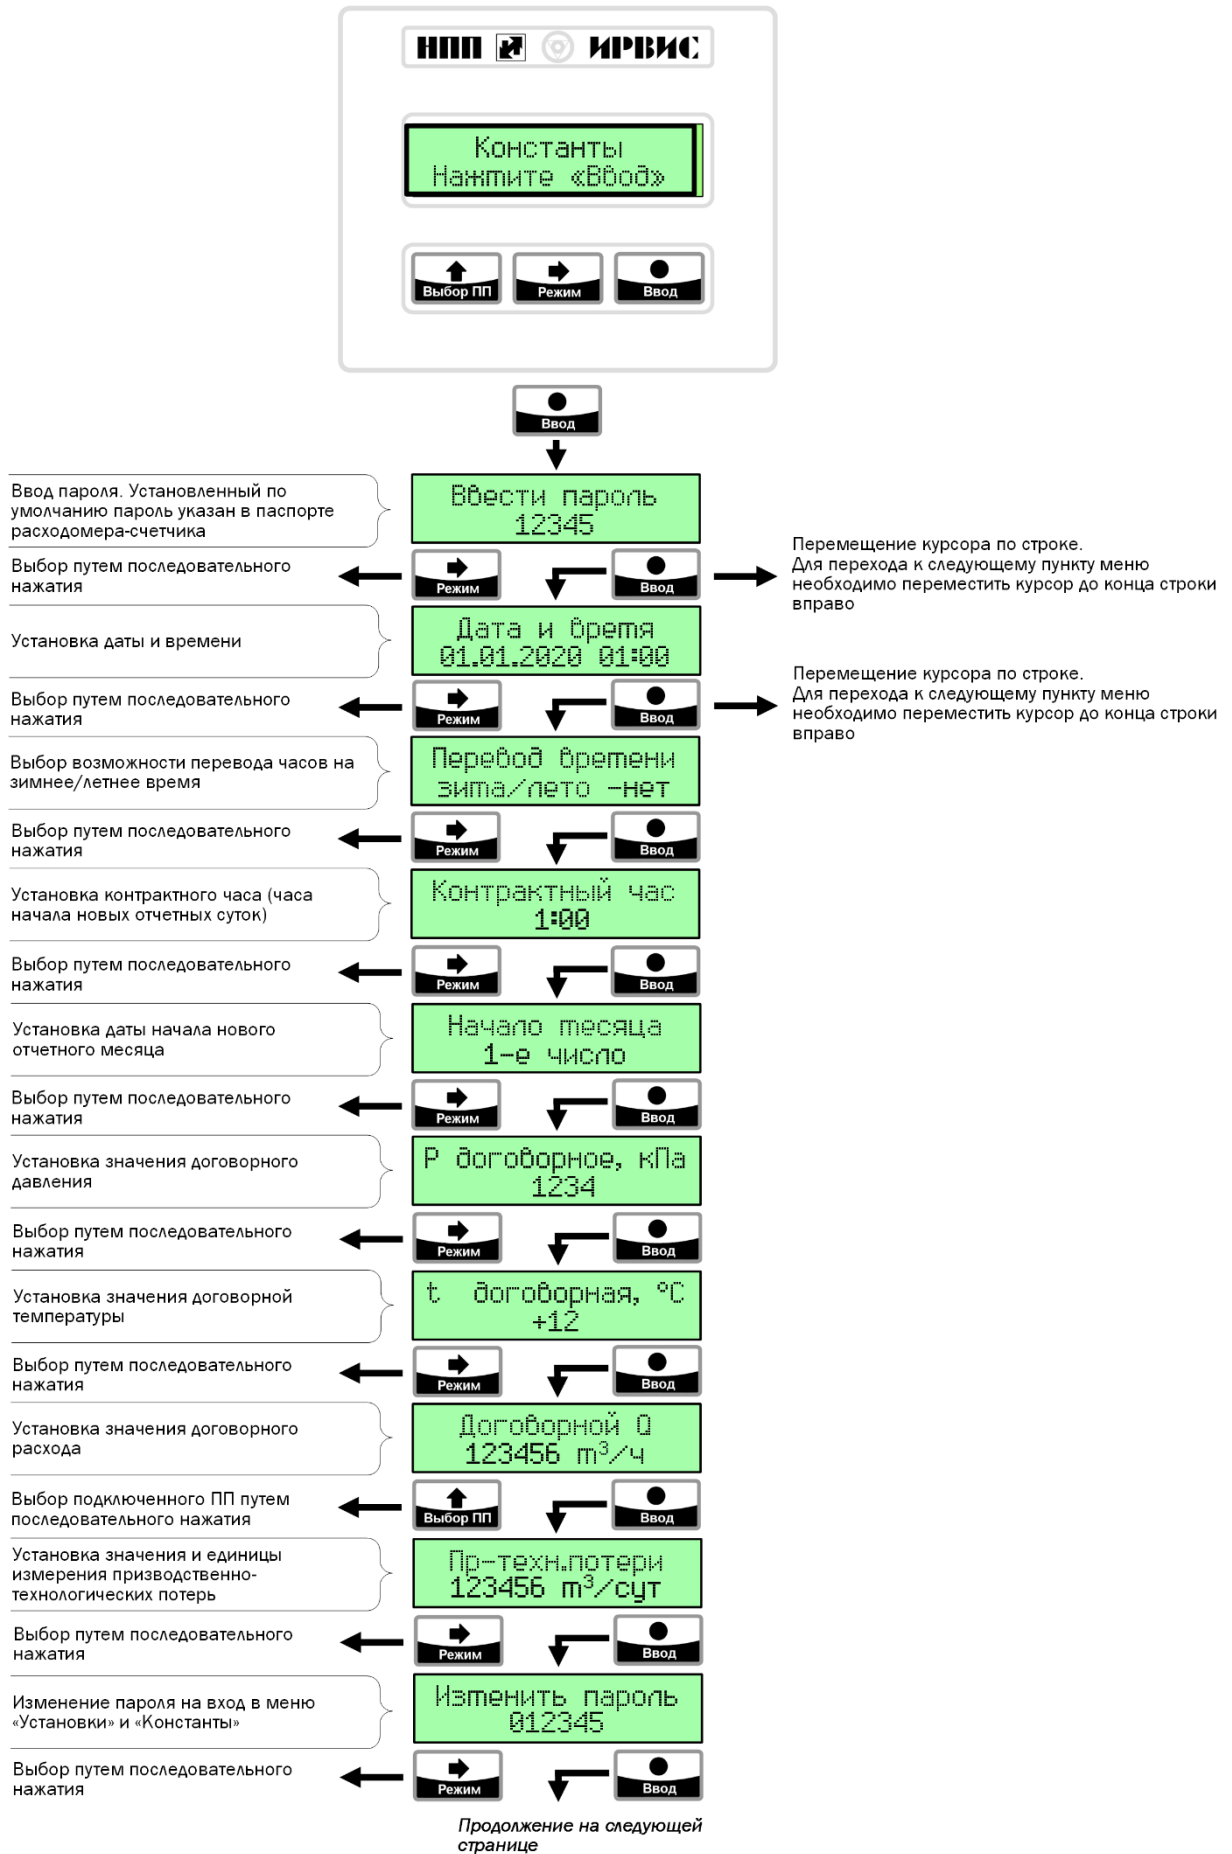 НПП ИРВИС
Константы
Нажmите «Ввод»
Выбор ПП
Режим
Ввод
Ввод
Ввод пароля. Установленный по
умолчанию пароль указан в паспорте
расходомера-счетчика
Ввести пароль
12345
Выбор путем последовательного
нажатия
Режим
Ввод
Перемещение курсора по строке.
Для перехода к следующему пункту меню
необходимо переместить курсор до конца строки
вправо
Установка даты и времени
Дата и вреmя
01.01.2020 01:00
Выбор путем последовательного
нажатия
Режим
Ввод
Перемещение курсора по строке.
Для перехода к следующему пункту меню
необходимо переместить курсор до конца строки
вправо
Выбор возможности перевода часов на
зимнее/летнее время
Перевод вреmени
зиmа/лето -нет
Выбор путем последовательного
нажатия
Режим
Ввод
Установка контрактного часа (часа
начала новых отчетных суток)
Контрактный час
1:00
Выбор путем последовательного
нажатия
Режим
Ввод
Установка даты начала нового
отчетного месяца
Начало mесяца
1-е число
Выбор путем последовательного
нажатия
Режим
Ввод
Установка значения договорного
давления
P договорное, кПа
1234
Выбор путем последовательного
нажатия
Режим
Ввод
Установка значения договорной
температуры
t договорная, °C
+12
Выбор путем последовательного
нажатия
Режим
Ввод
Установка значения договорного
расхода
Договорной Q
123456 m³/ч
Выбор подключенного ПП путем
последовательного нажатия
Выбор ПП
Ввод
Установка значения и единицы
измерения призводственно-
технологических потерь
Пр-техн.потери
123456 m³/сут
Выбор путем последовательного
нажатия
Режим
Ввод
Изменение пароля на вход в меню
«Установки» и «Константы»
Изmенить пароль
012345
Выбор путем последовательного
нажатия
Режим
Ввод
Продолжение на следующей
странице